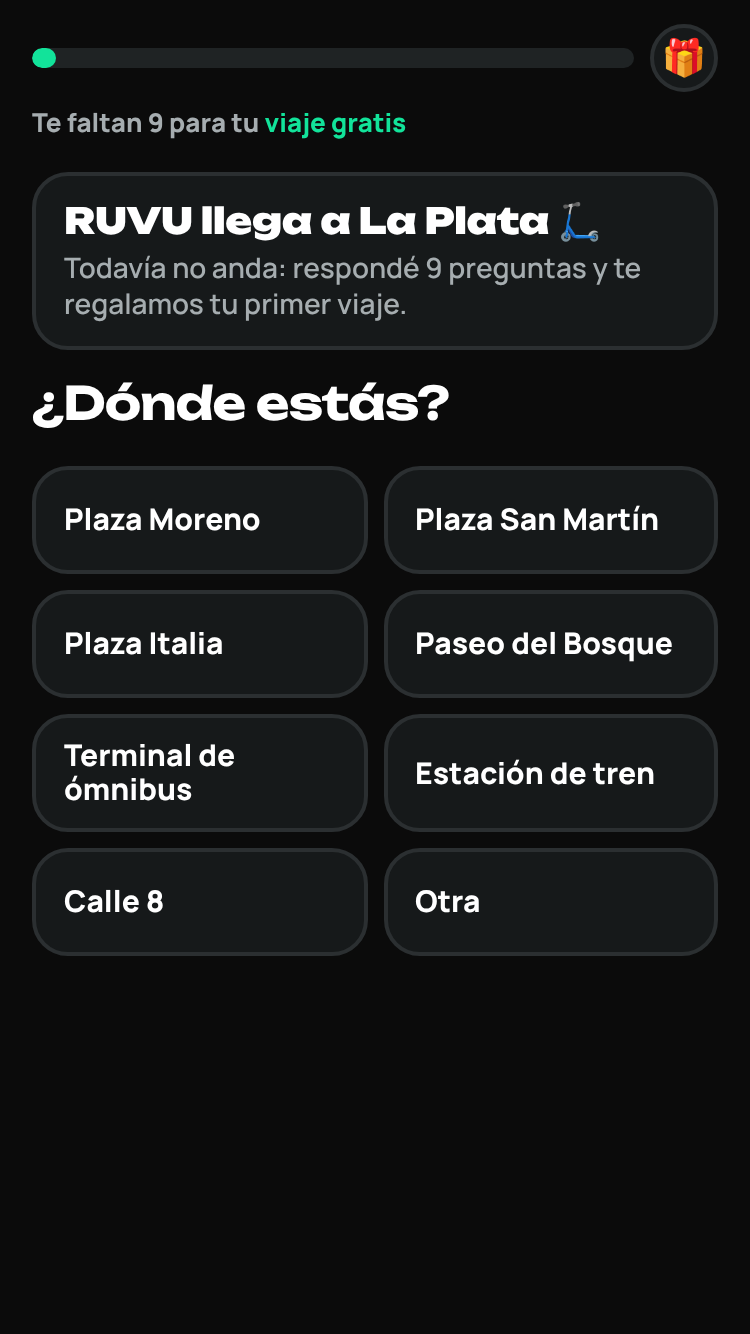 Te faltan 9 para tu viaje gratis
RUVU llega a La Plata
Todavía no anda: respondé 9 preguntas y te
regalamos tu primer viaje.
¿Dónde estás?
Plaza Moreno
Plaza San Martín
Plaza Italia
Paseo del Bosque
Terminal de
ómnibus
Estación de tren
Calle 8
Otra